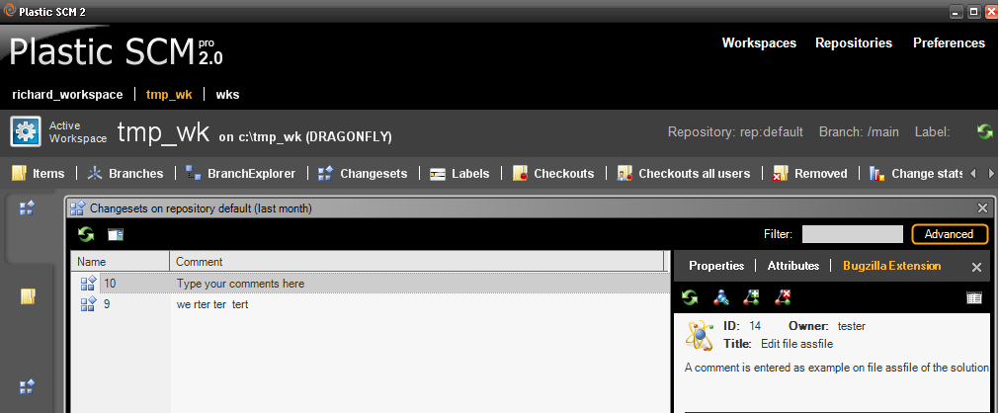 Plastic SCM 2
Plastic SCM pro 2.0
Workspaces Repositories Preferences
richard_workspace tmp_wk wks
Active Workspace tmp_wk on c:\tmp_wk (DRAGONFLY) Repository: rep:default Branch: /main Label:
Items Branches BranchExplorer Changesets Labels Checkouts Checkouts all users Removed Change stats
Changesets on repository default (last month)
Filter: Advanced
Name Comment
Properties Attributes Bugzilla Extension
10 Type your comments here
9 we rter ter tert
ID: 14 Owner: tester
Title: Edit file assfile
A comment is entered as example on file assfile of the solution